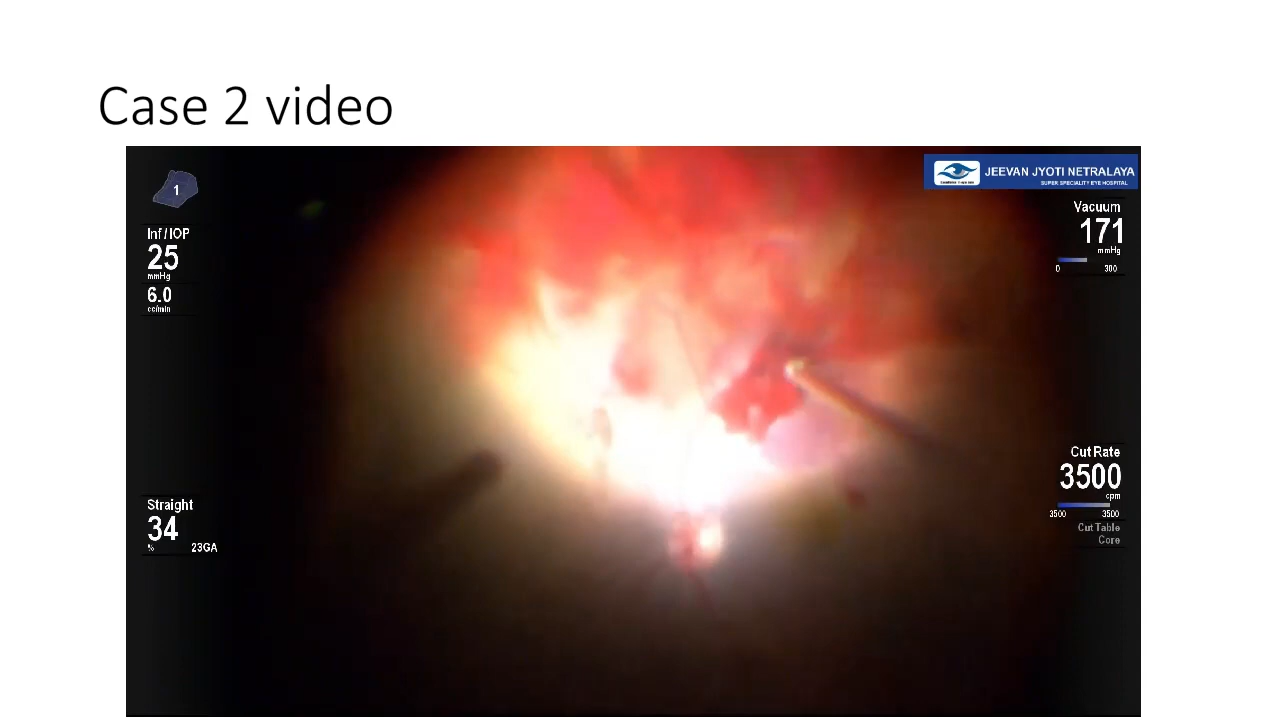 Case 2 video
1
Inf / IOP
25
mmHg
6.0
cc/min
Straight
34
%
23GA
JEEVAN JYOTI NETRALAYA
SUPER SPECIALITY EYE HOSPITAL
Vacuum
171
mmHg
0 300
Cut Rate
3500
cpm
3500 3500
Cut Table
Core